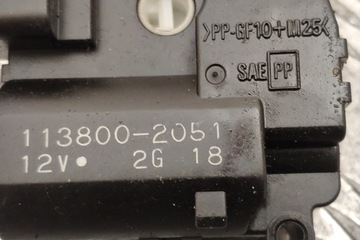 >PP-GF10+M25<
SAE PP
113800-2051
12V• 2G 18